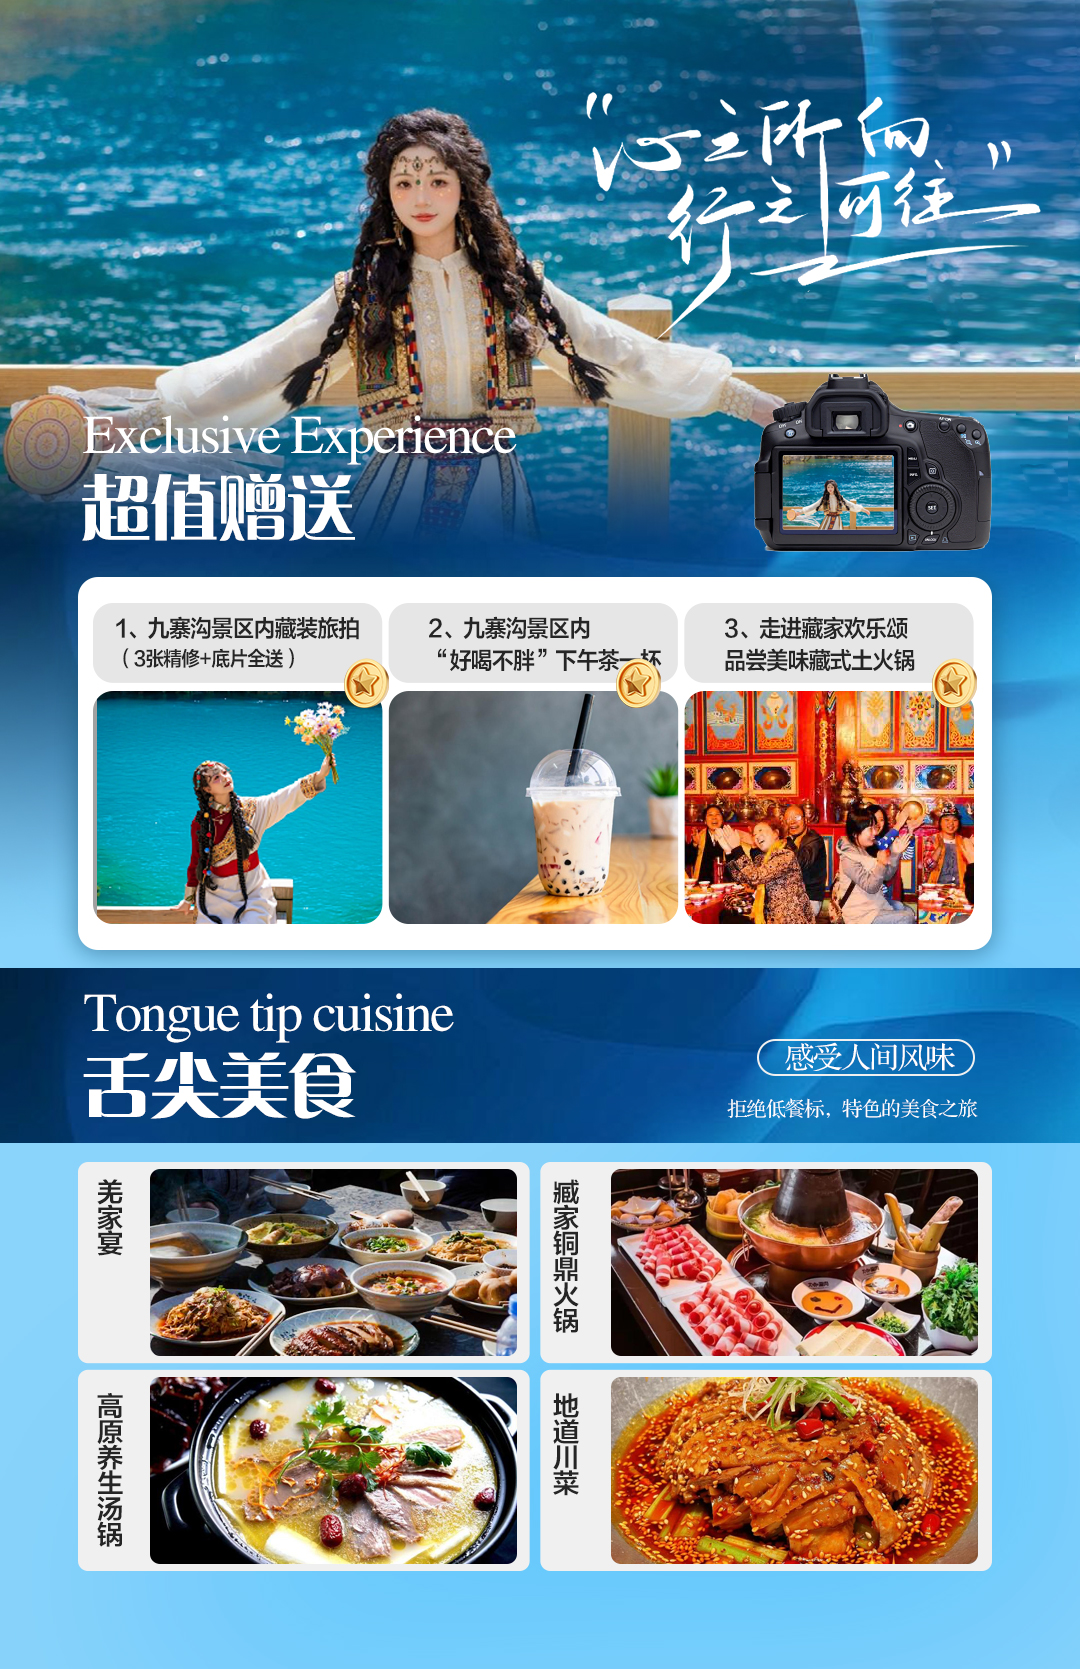 “心之所向
行之可往”
Exclusive Experience
超值赠送
1、九寨沟景区内藏装旅拍
（3张精修+底片全送）
2、九寨沟景区内
“好喝不胖”下午茶一杯
3、走进藏家欢乐颂
品尝美味藏式土火锅
Tongue tip cuisine
舌尖美食
感受人间风味
拒绝低餐标，特色的美食之旅
羌家宴
藏家铜鼎火锅
高原养生汤锅
地道川菜